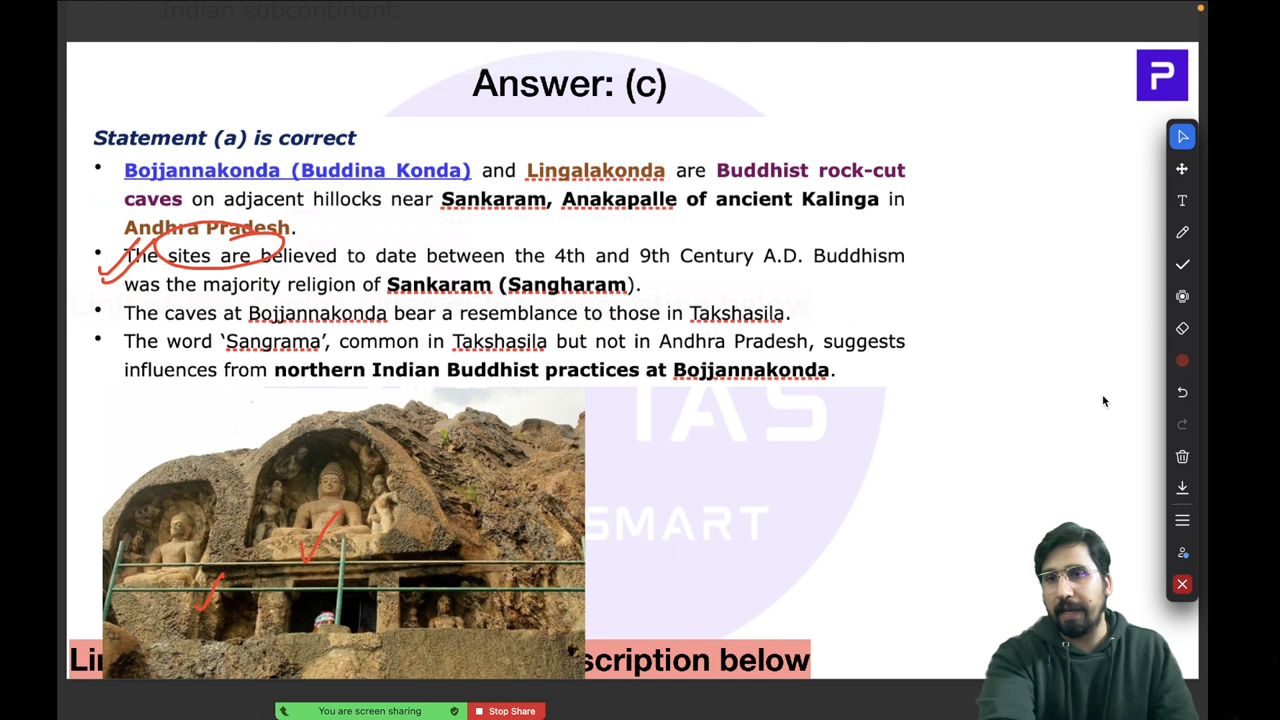 Indian subcontinent.
Answer: (c)
P
Statement (a) is correct
• Bojjannakonda (Buddina Konda) and Lingalakonda are Buddhist rock-cut
caves on adjacent hillocks near Sankaram, Anakapalle of ancient Kalinga in
Andhra Pradesh.
• The sites are believed to date between the 4th and 9th Century A.D. Buddhism
was the majority religion of Sankaram (Sangharam).
• The caves at Bojjannakonda bear a resemblance to those in Takshasila.
• The word ‘Sangrama’, common in Takshasila but not in Andhra Pradesh, suggests
influences from northern Indian Buddhist practices at Bojjannakonda.
IAS
SMART
scription below
T
You are screen sharing
Stop Share